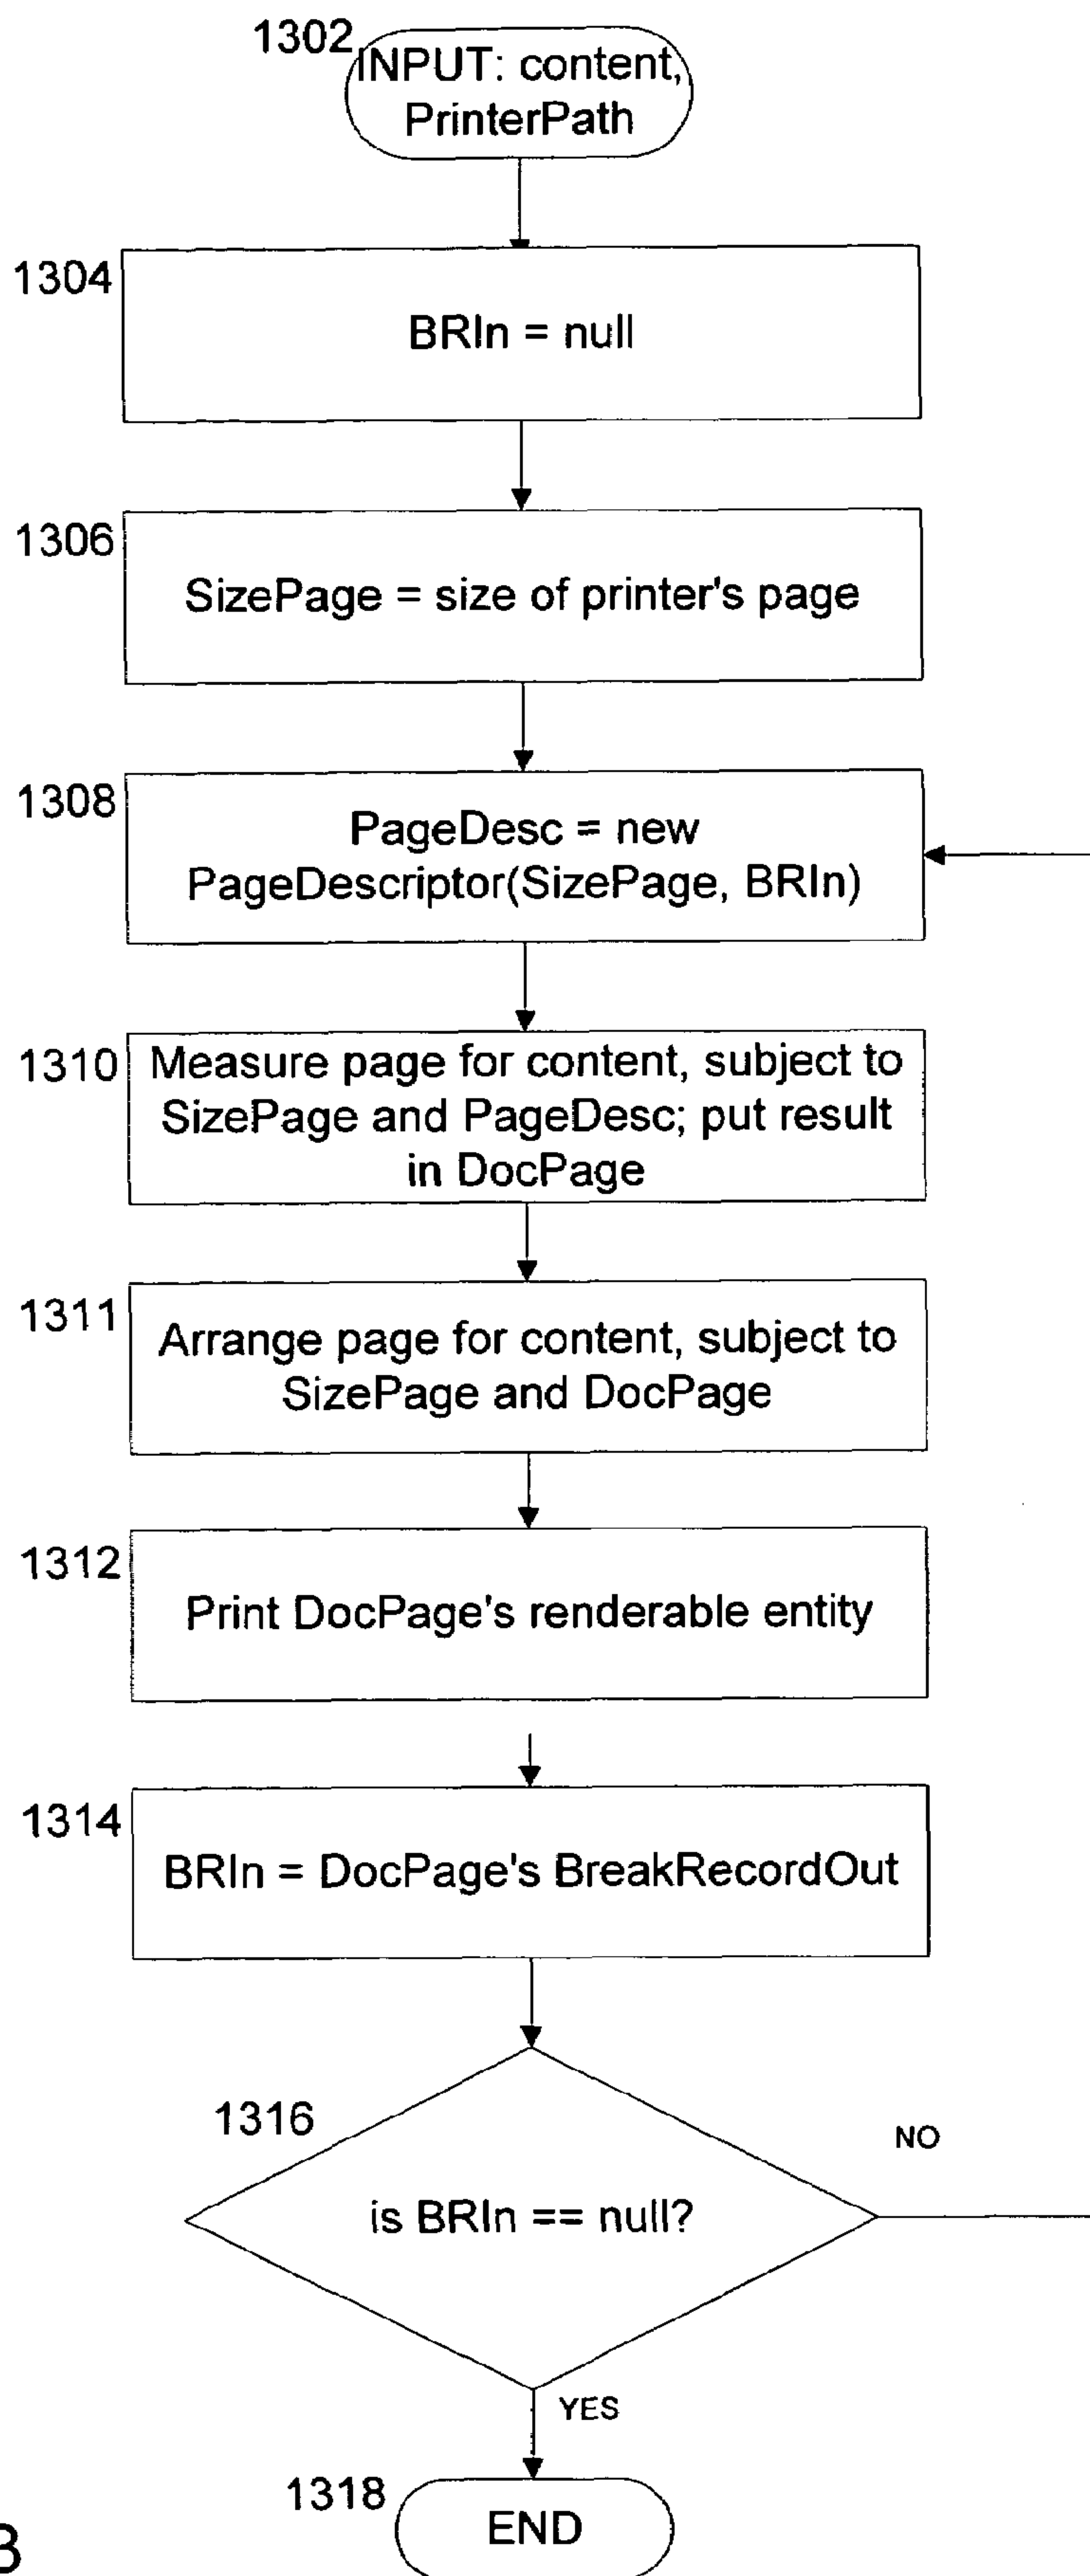 1302
INPUT: content,
PrinterPath
1304
BRIn = null
1306
SizePage = size of printer's page
1308
PageDesc = new
PageDescriptor(SizePage, BRIn)
1310
Measure page for content, subject to
SizePage and PageDesc; put result
in DocPage
1311
Arrange page for content, subject to
SizePage and DocPage
1312
Print DocPage's renderable entity
1314
BRIn = DocPage's BreakRecordOut
1316
NO
is BRIn == null?
YES
1318
END